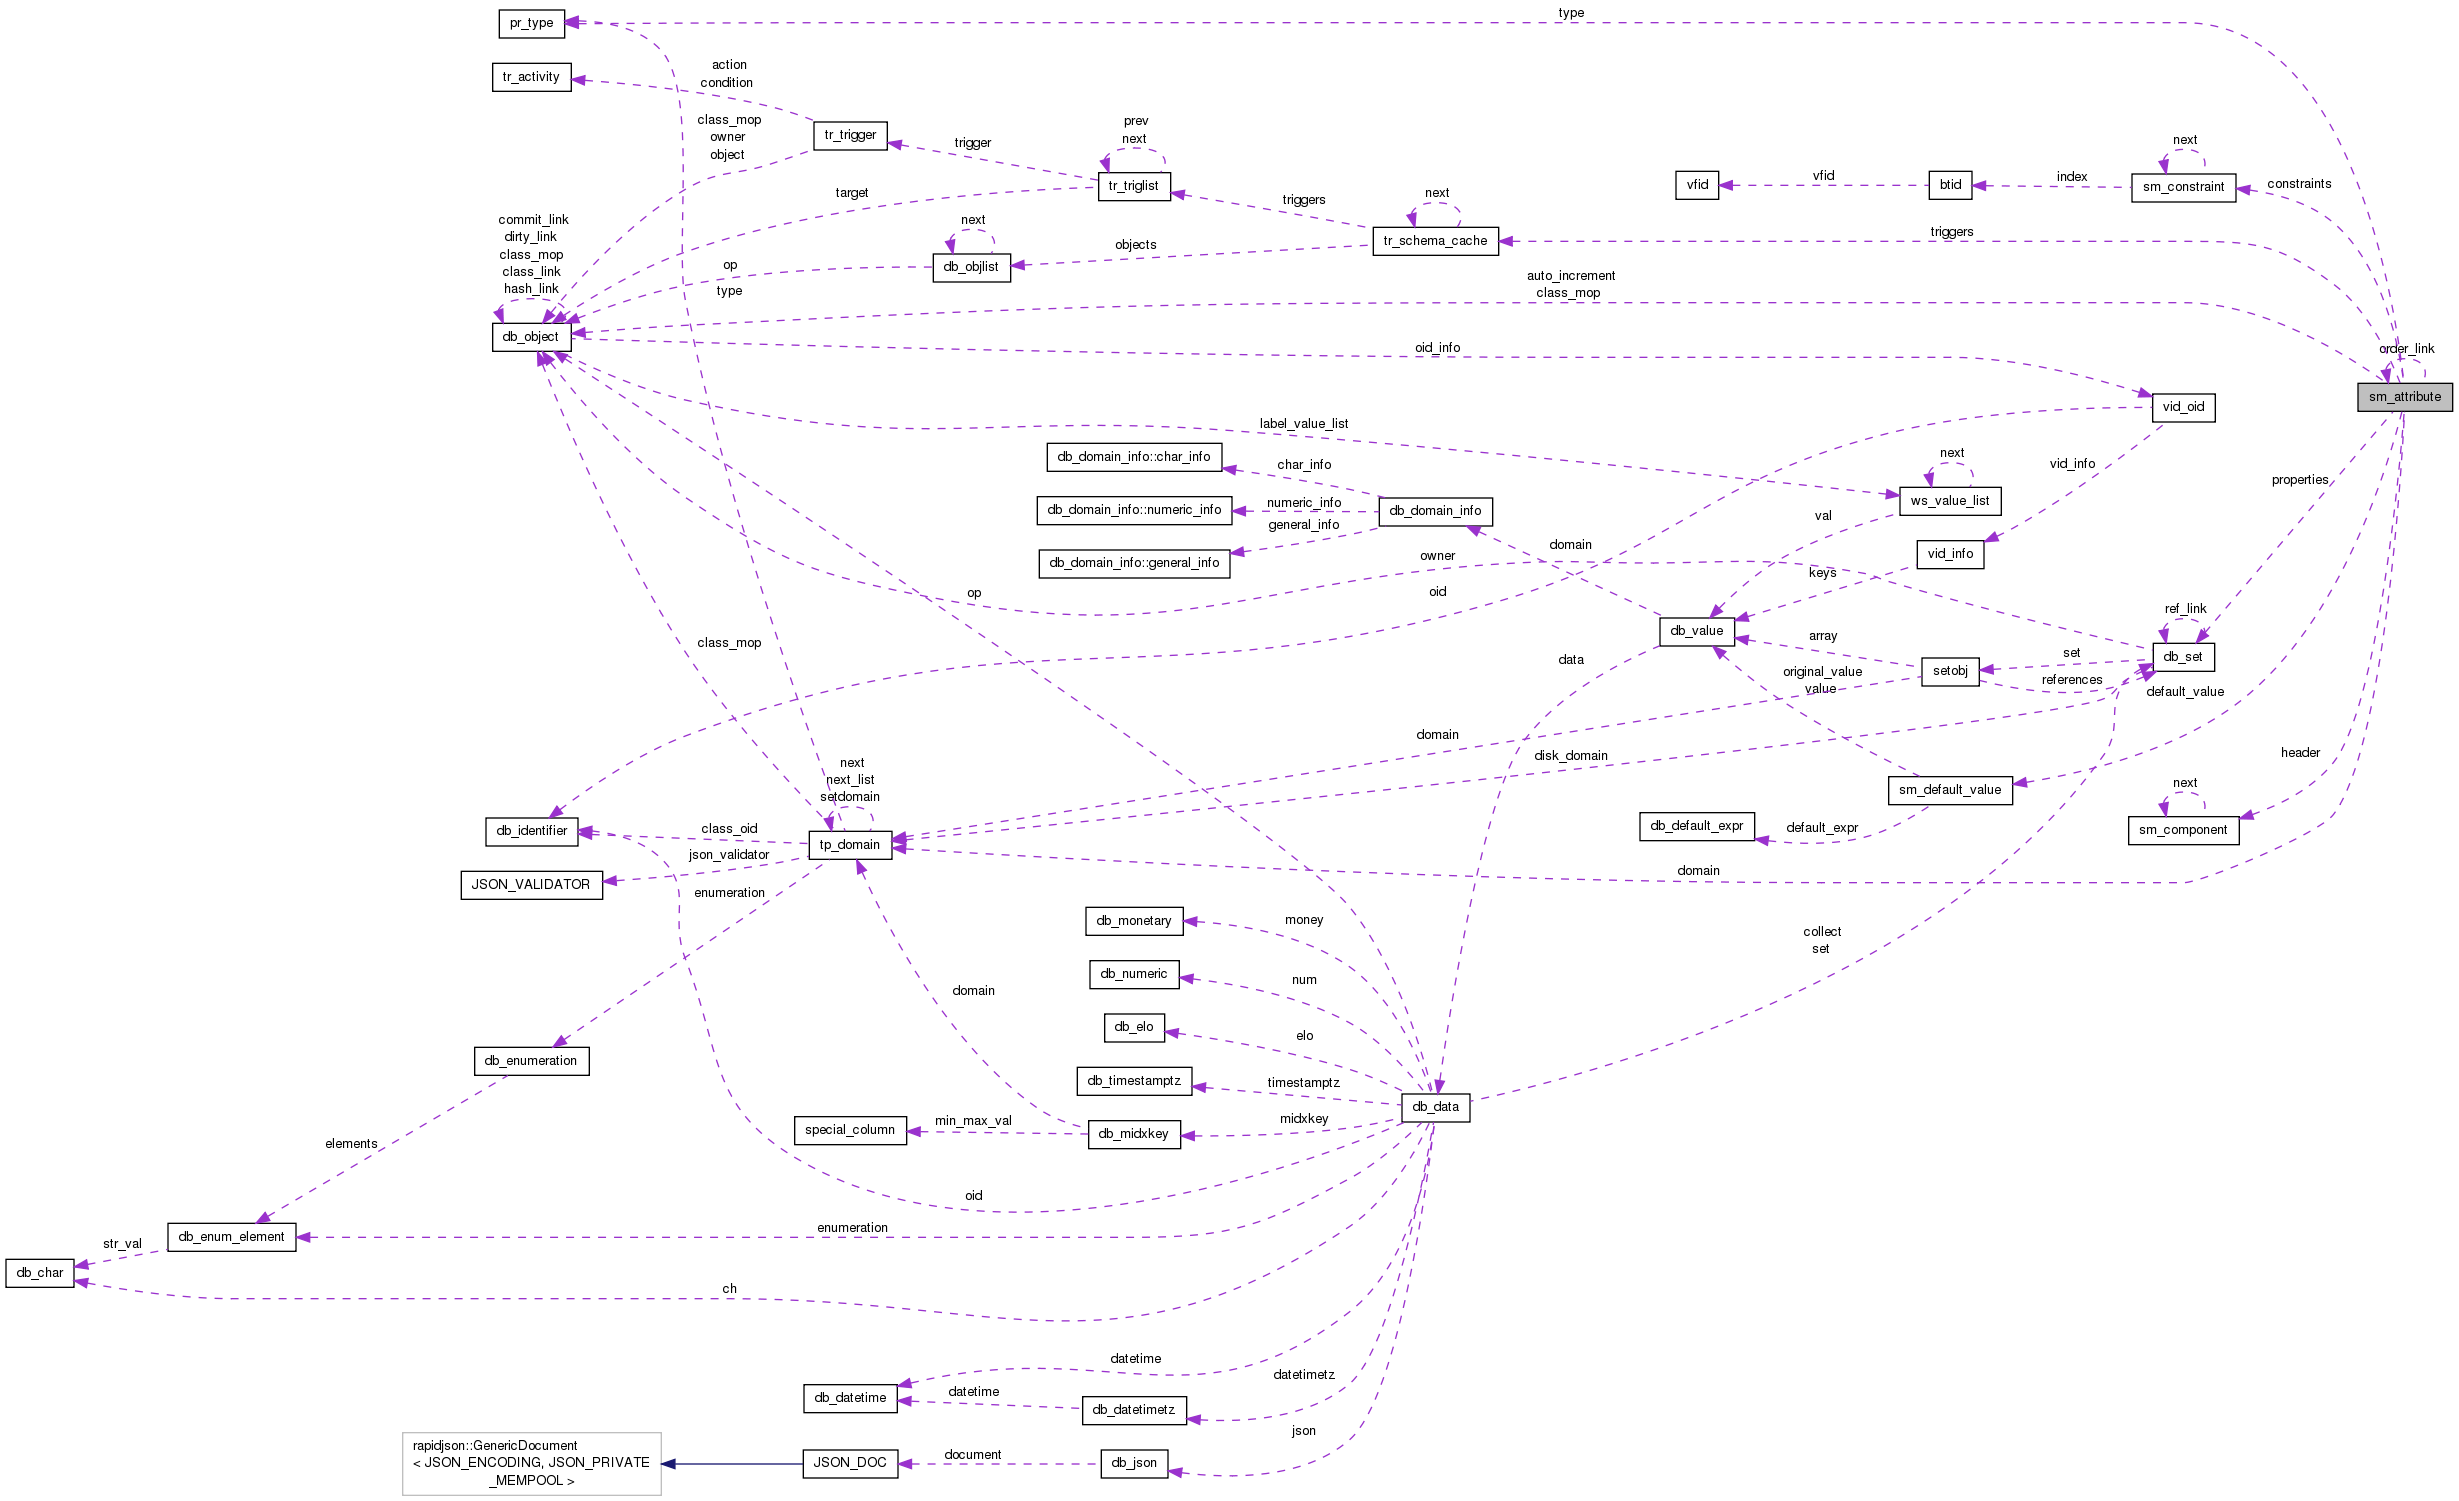 type
pr_type
action
tr_activity
condition
class_mop
prev
tr_trigger
owner
next
next
trigger
object
constraints
index
vfid
vfid
btid
sm_constraint
tr_triglist
target
next
triggers
commit_link
next
triggers
dirty_link
objects
tr_schema_cache
class_mop
op
db_objlist
class_link
auto_increment
hash_link
type
class_mop
db_object
oid_info
order_link
sm_attribute
vid_oid
label_value_list
db_domain_info::char_info
char_info
next
vid_info
properties
ws_value_list
numeric_info
db_domain_info::numeric_info
db_domain_info
val
general_info
domain
owner
vid_info
db_domain_info::general_info
keys
op
oid
ref_link
db_value
array
class_mop
set
db_set
data
original_value
setobj
references
value
default_value
domain
disk_domain
header
next
next_list
next
setdomain
sm_default_value
db_identifier
class_oid
db_default_expr
default_expr
sm_component
tp_domain
json_validator
domain
JSON_VALIDATOR
enumeration
db_monetary
money
collect
set
db_numeric
num
domain
db_elo
elo
db_enumeration
db_timestamptz
timestamptz
db_data
min_max_val
midxkey
special_column
db_midxkey
elements
oid
enumeration
db_enum_element
str_val
db_char
ch
datetime
datetimetz
datetime
db_datetime
db_datetimetz
json
rapidjson::GenericDocument
< JSON_ENCODING, JSON_PRIVATE
_MEMPOOL >
JSON_DOC
document
db_json